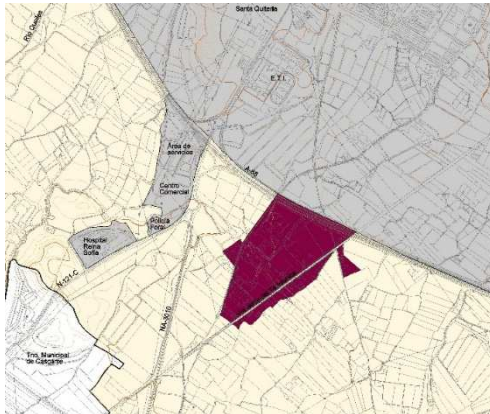 Santa Quiteria
Río Queiles
E.T.I.
Área de
servicios
A-68
Centro
Comercial
Policía
Foral
Hospital
Reina
Sofía
N-121-C
NA-3010
Tno. Municipal
de Cascante